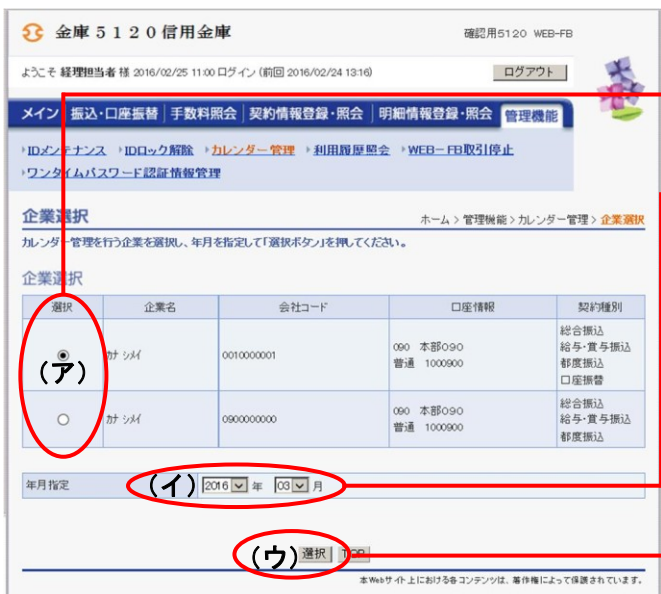 金庫５１２０信用金庫
確認用5120 WEB-FB
ようこそ 経理担当者 様 2016/02/25 11:00 ログイン (前回 2016/02/24 13:16)
ログアウト
メイン 振込・口座振替 手数料照会 契約情報登録・照会 明細情報登録・照会 管理機能
IDメンテナンス IDロック解除 カレンダー管理 利用履歴照会 WEB－FB取引停止
ワンタイムパスワード認証情報管理
企業選択
ホーム > 管理機能 > カレンダー管理 > 企業選択
カレンダー管理を行う企業を選択し、年月を指定して「選択ボタン」を押してください。
企業選択
選択 企業名 会社コード 口座情報 契約種別
(ア) カナ シメイ 0010000001 090 本部090 普通 1000900 総合振込 給与・賞与振込 都度振込 口座振替
カナ シメイ 0900000000 090 本部090 普通 1000900 総合振込 給与・賞与振込 都度振込
年月指定 (イ) 2016 年 03 月
(ウ) 選択 TOP
本Webサイト上における各コンテンツは、著作権によって保護されています。